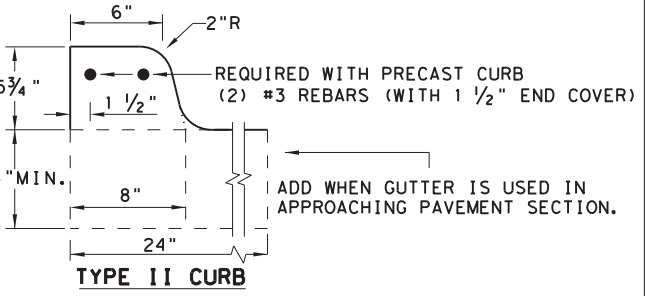 6"
2"R
5¾"
REQUIRED WITH PRECAST CURB
(2) #3 REBARS (WITH 1 ½" END COVER)
1 ½"
"MIN.
8"
ADD WHEN GUTTER IS USED IN
APPROACHING PAVEMENT SECTION.
24"
TYPE II CURB